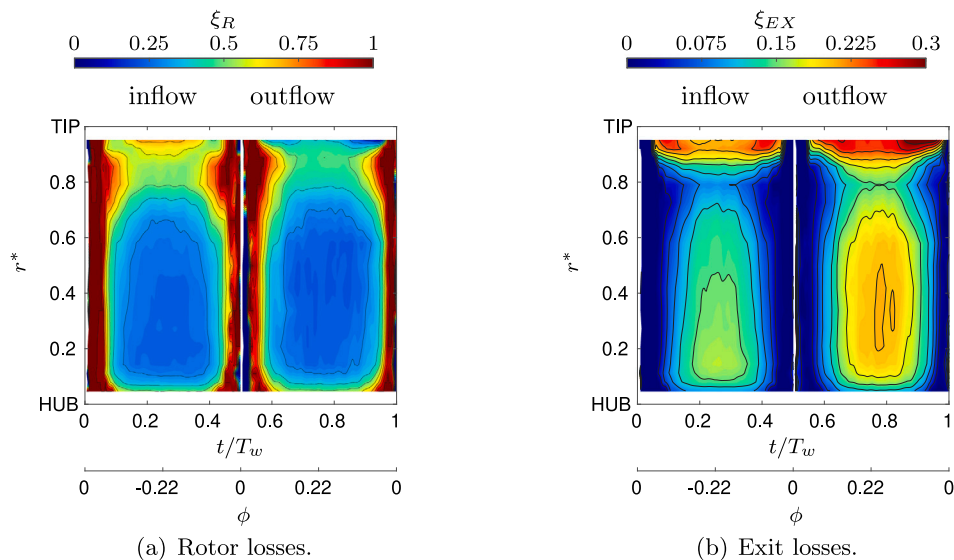 ξ_R
0 0.25 0.5 0.75 1
inflow outflow
TIP
0.8
0.6
r*
0.4
0.2
HUB
0 0.2 0.4 0.6 0.8 1
t/T_w
0 -0.22 0 0.22 0
ϕ
(a) Rotor losses.
ξ_EX
0 0.075 0.15 0.225 0.3
inflow outflow
TIP
0.8
0.6
r*
0.4
0.2
HUB
0 0.2 0.4 0.6 0.8 1
t/T_w
0 -0.22 0 0.22 0
ϕ
(b) Exit losses.